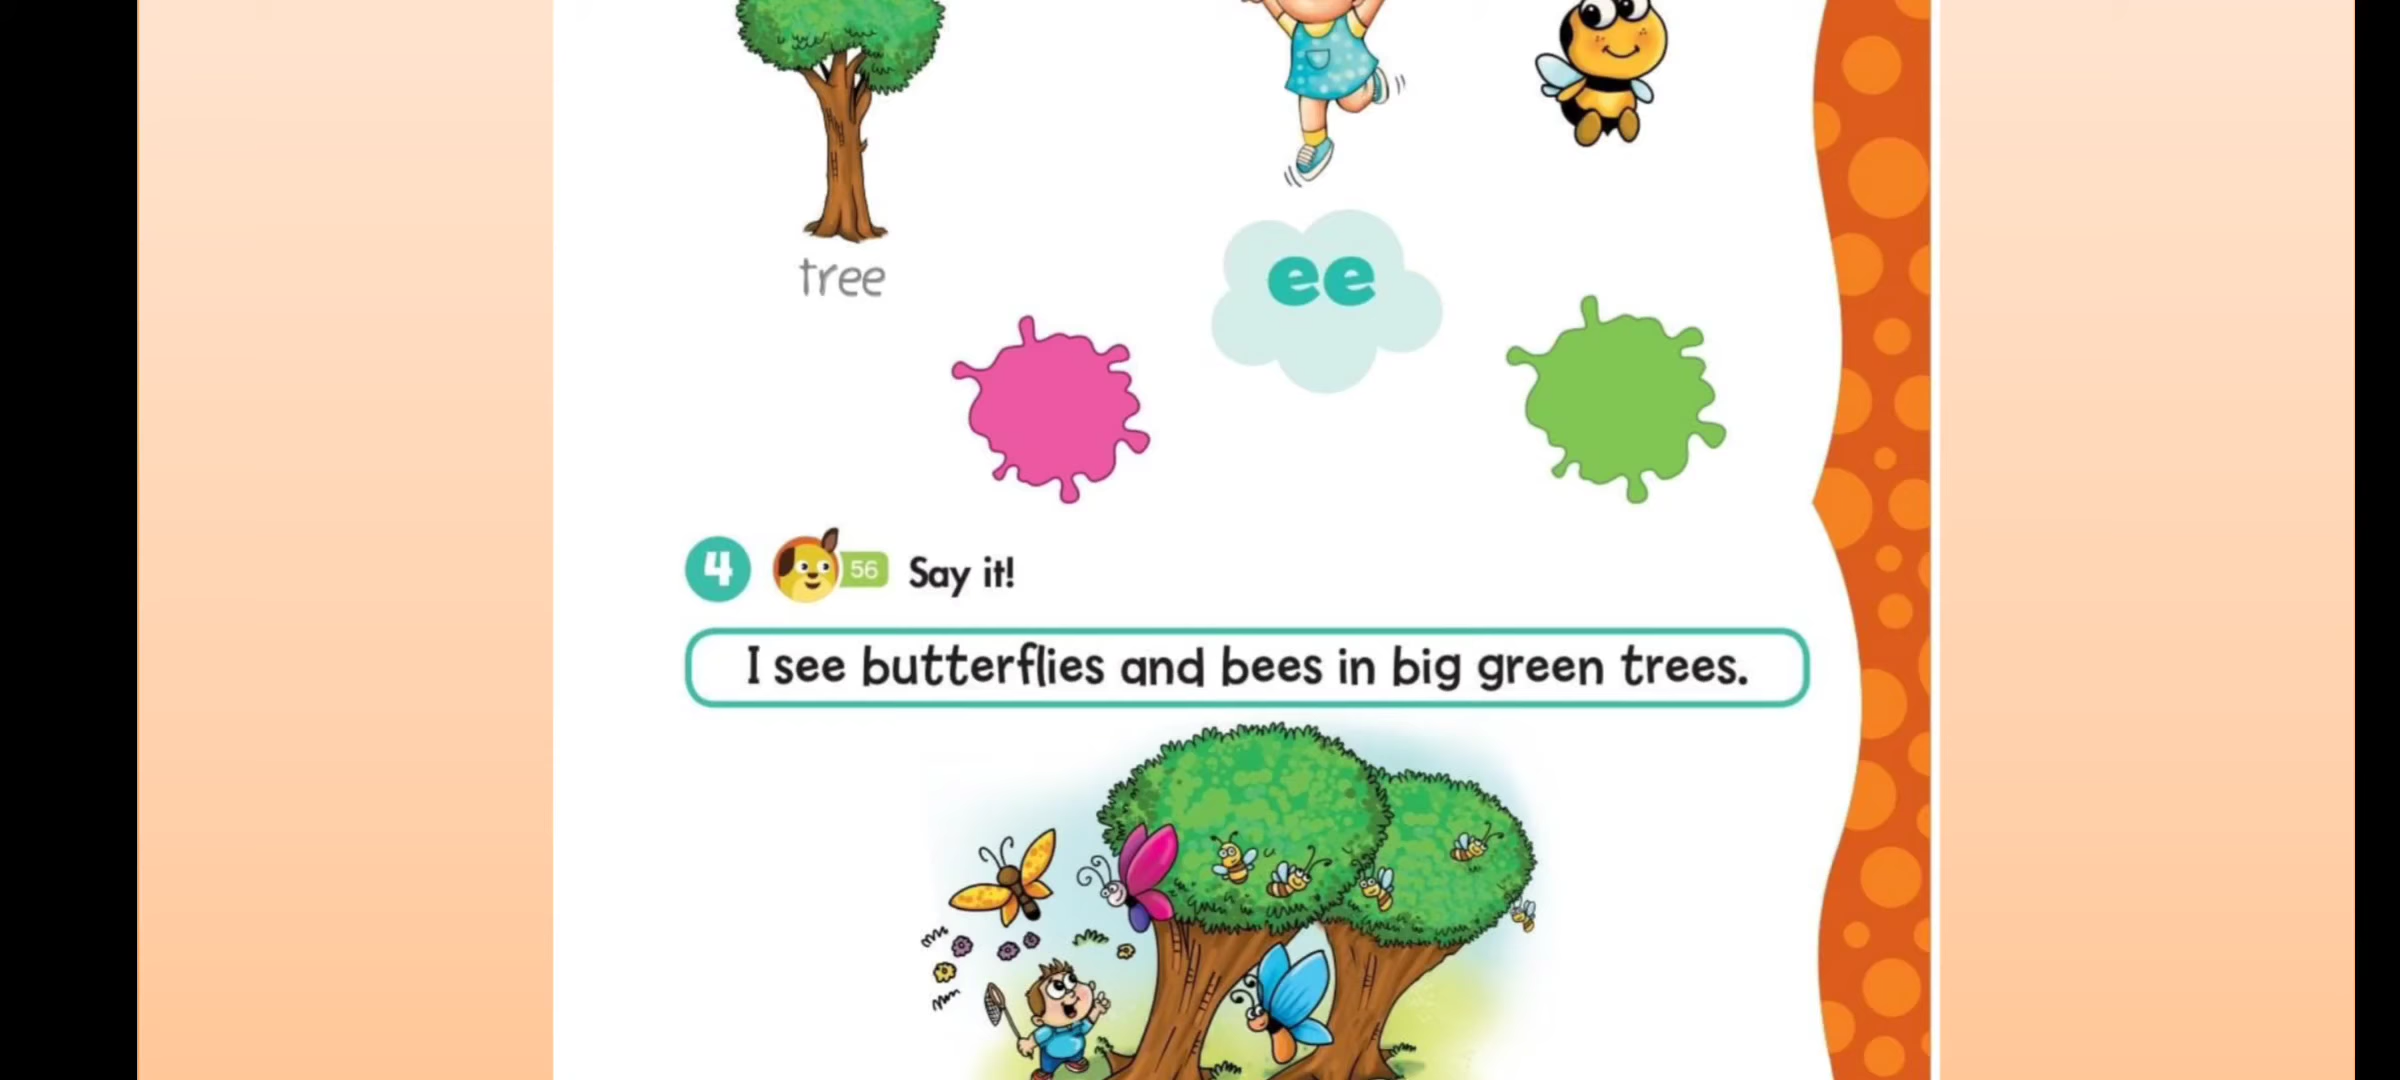 tree
ee
4 56 Say it!
I see butterflies and bees in big green trees.